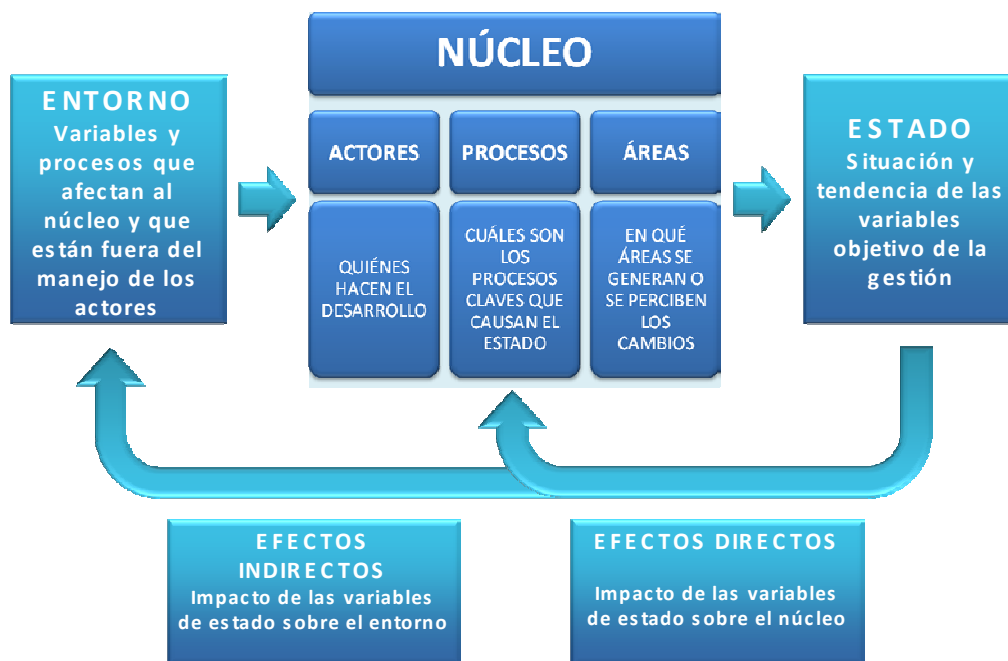 NÚCLEO
ENTORNO
Variables y
procesos que
afectan al
núcleo y que
están fuera del
manejo de los
actores
ACTORES
PROCESOS
ÁREAS
QUIÉNES
HACEN EL
DESARROLLO
CUÁLES SON
LOS
PROCESOS
CLAVES QUE
CAUSAN EL
ESTADO
EN QUÉ
ÁREAS SE
GENERAN O
SE PERCIBEN
LOS
CAMBIOS
ESTADO
Situación y
tendencia de las
variables
objetivo de la
gestión
EFECTOS
INDIRECTOS
Impacto de las variables
de estado sobre el entorno
EFECTOS DIRECTOS
Impacto de las variables
de estado sobre el núcleo